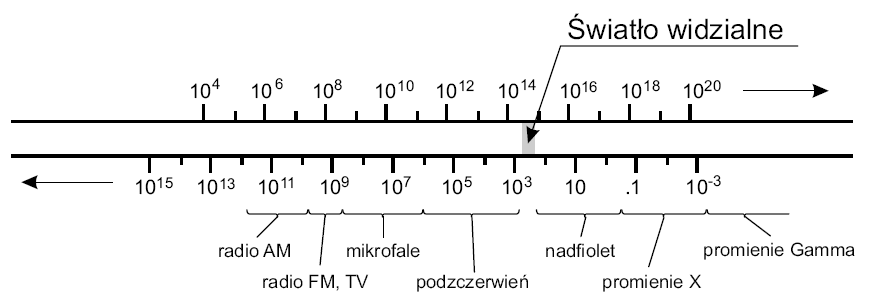 Światło widzialne
10⁴ 10⁶ 10⁸ 10¹⁰ 10¹² 10¹⁴ 10¹⁶ 10¹⁸ 10²⁰
10¹⁵ 10¹³ 10¹¹ 10⁹ 10⁷ 10⁵ 10³ 10 .1 10⁻³
radio AM mikrofale nadfiolet promienie Gamma
radio FM, TV podzczerwień promienie X